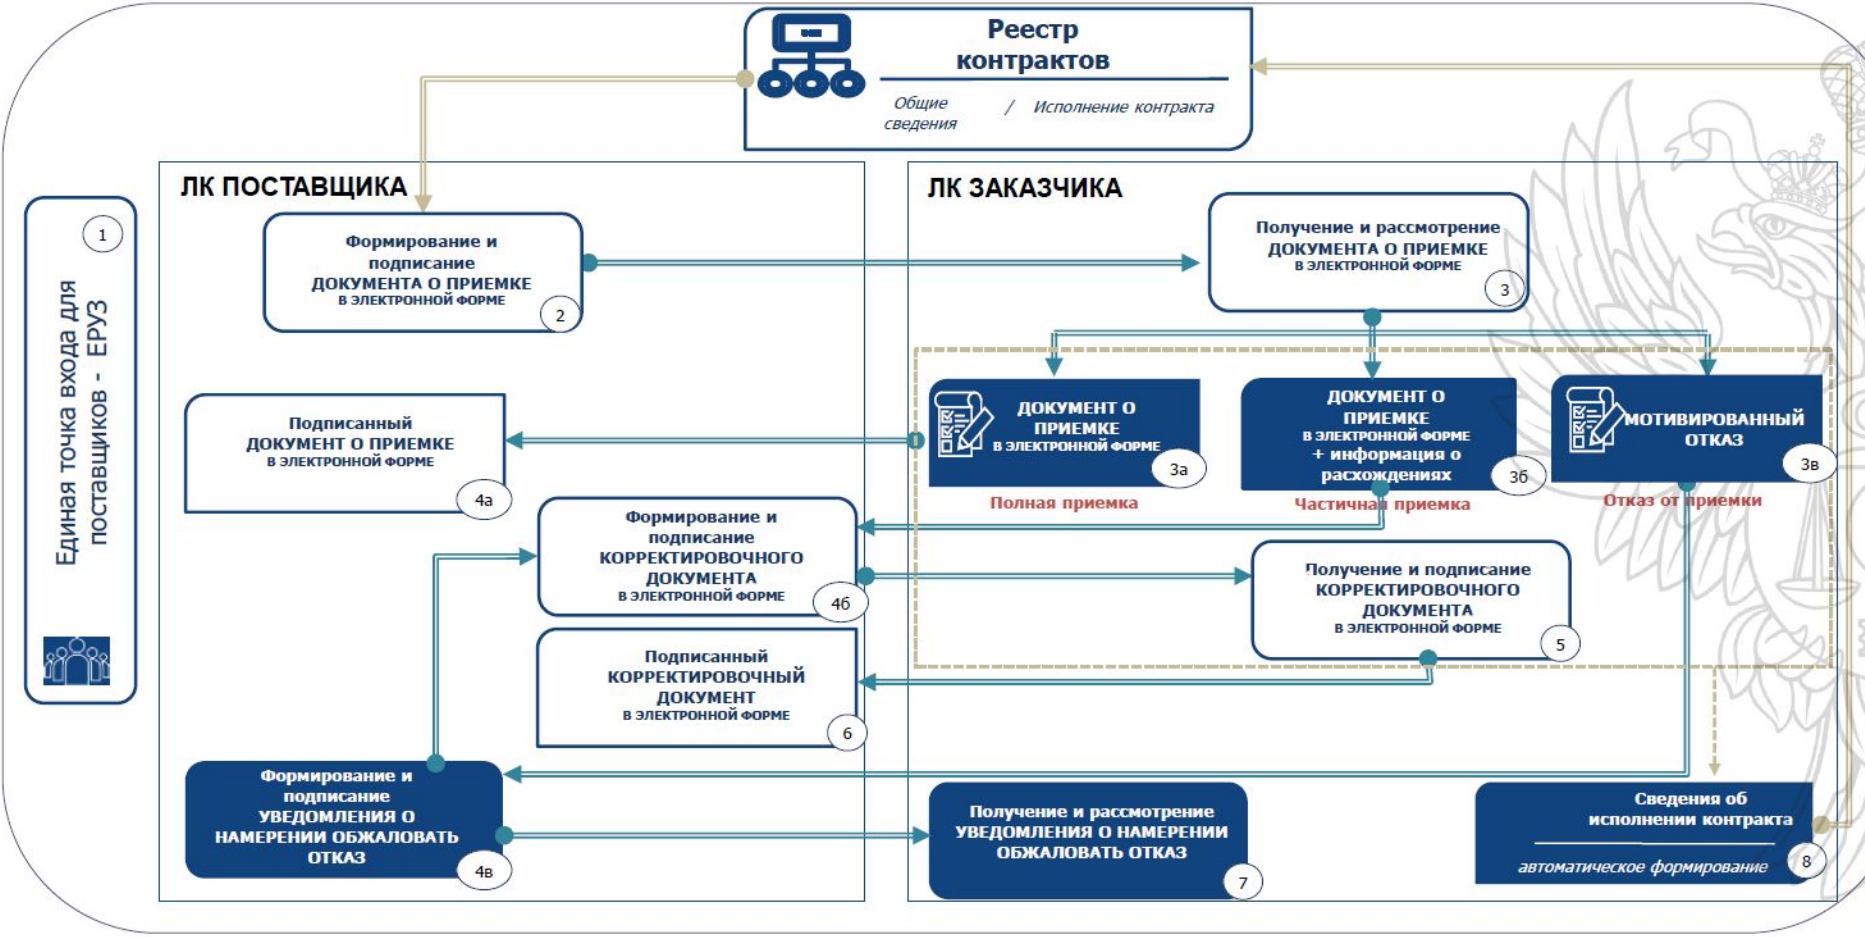 Реестр
контрактов
Общие
сведения
/ Исполнение контракта
Единая точка входа для
поставщиков - ЕРУЗ
1
ЛК ПОСТАВЩИКА
Формирование и
подписание
ДОКУМЕНТА О ПРИЕМКЕ
В ЭЛЕКТРОННОЙ ФОРМЕ
2
ЛК ЗАКАЗЧИКА
Получение и рассмотрение
ДОКУМЕНТА О ПРИЕМКЕ
В ЭЛЕКТРОННОЙ ФОРМЕ
3
ДОКУМЕНТ О
ПРИЕМКЕ
В ЭЛЕКТРОННОЙ ФОРМЕ
3а
Полная приемка
ДОКУМЕНТ О
ПРИЕМКЕ
В ЭЛЕКТРОННОЙ ФОРМЕ
+ информация о
расхождениях
3б
Частичная приемка
МОТИВИРОВАННЫЙ
ОТКАЗ
3в
Отказ от приемки
Подписанный
ДОКУМЕНТ О ПРИЕМКЕ
В ЭЛЕКТРОННОЙ ФОРМЕ
4а
Формирование и
подписание
КОРРЕКТИРОВОЧНОГО
ДОКУМЕНТА
В ЭЛЕКТРОННОЙ ФОРМЕ
4б
Получение и подписание
КОРРЕКТИРОВОЧНОГО
ДОКУМЕНТА
В ЭЛЕКТРОННОЙ ФОРМЕ
5
Подписанный
КОРРЕКТИРОВОЧНЫЙ
ДОКУМЕНТ
В ЭЛЕКТРОННОЙ ФОРМЕ
6
Формирование и
подписание
УВЕДОМЛЕНИЯ О
НАМЕРЕНИИ ОБЖАЛОВАТЬ
ОТКАЗ
4в
Получение и рассмотрение
УВЕДОМЛЕНИЯ О НАМЕРЕНИИ
ОБЖАЛОВАТЬ ОТКАЗ
7
Сведения об
исполнении контракта
автоматическое формирование
8